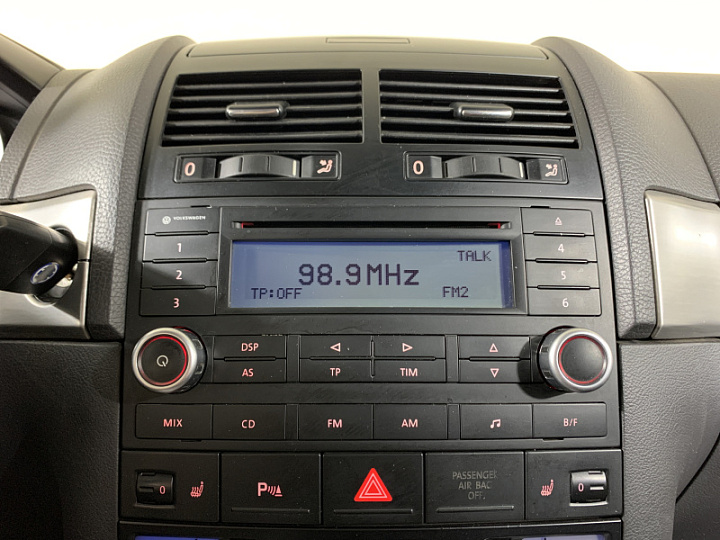 0 0
VOLKSWAGEN
1
2
3
TALK
98.9MHz
TP:OFF FM2
4
5
6
DSP
AS TP TIM
MIX CD FM AM B/F
0 P PASSENGER AIR BAG OFF. 0